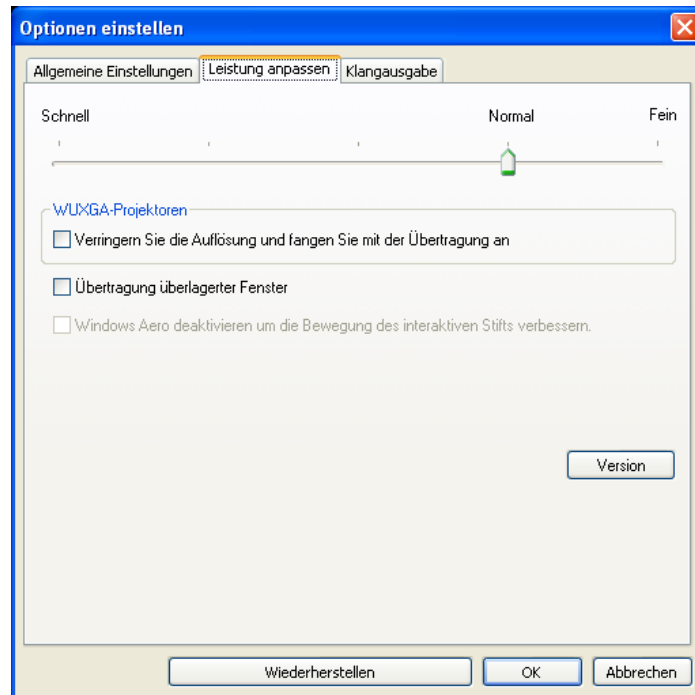 Optionen einstellen
Allgemeine Einstellungen Leistung anpassen Klangausgabe
Schnell Normal Fein
WUXGA-Projektoren
Verringern Sie die Auflösung und fangen Sie mit der Übertragung an
Übertragung überlagerter Fenster
Windows Aero deaktivieren um die Bewegung des interaktiven Stifts verbessern.
Version
Wiederherstellen OK Abbrechen